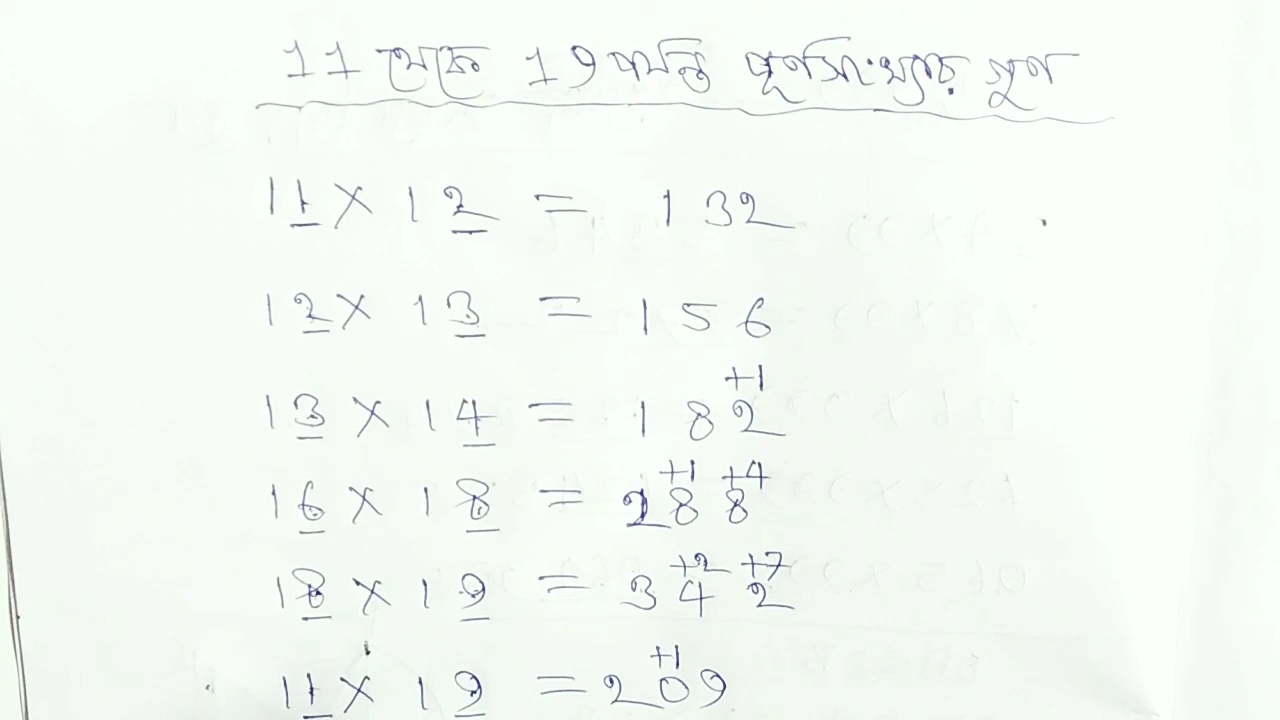 11 থেকে 19 পর্যন্ত পূর্ণসংখ্যার গুণ
11 × 12 = 132
12 × 13 = 156
+1
13 × 14 = 182
+1 +4
16 × 18 = 288
+2 +7
18 × 19 = 342
+1
11 × 19 = 209